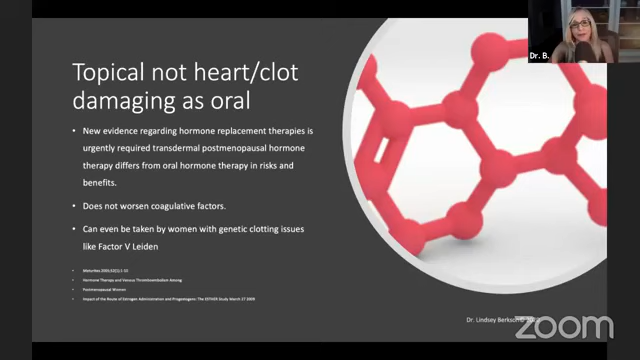 Dr. B.
Topical not heart/clot
damaging as oral
• New evidence regarding hormone replacement therapies is
urgently required transdermal postmenopausal hormone
therapy differs from oral hormone therapy in risks and
benefits.
• Does not worsen coagulative factors.
• Can even be taken by women with genetic clotting issues
like Factor V Leiden
• Hormone Therapy and Venous Thromboembolism Among
• Postmenopausal Women
• Impact of the Route of Estrogen Administration and Progestogens: The ESTHER Study March 27 2009
Dr. Lindsey Berkson©
zoom